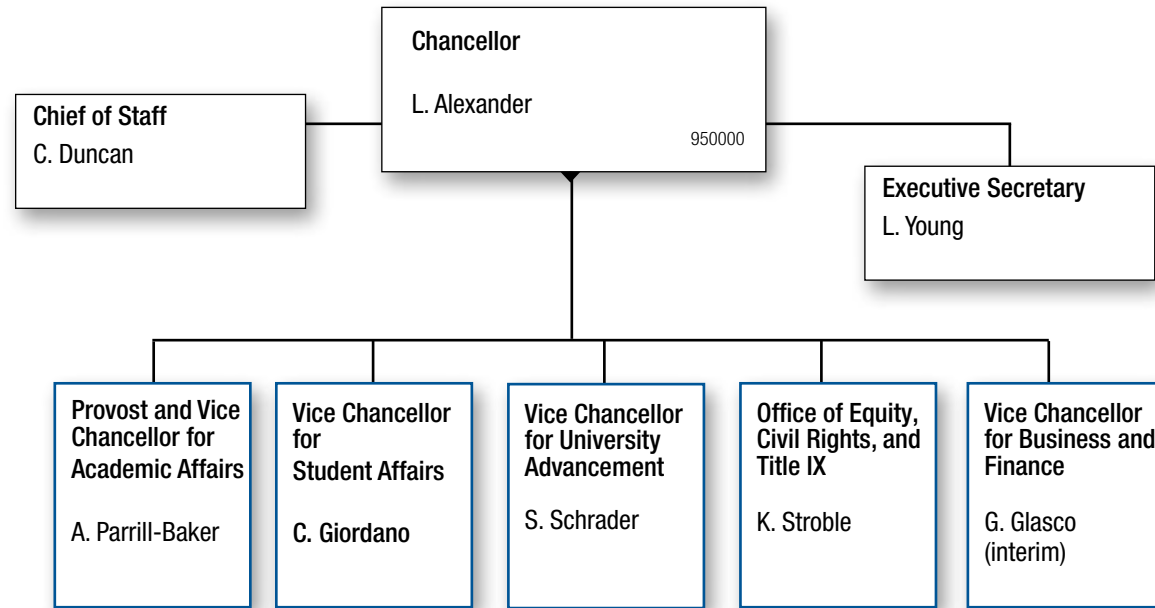 Chancellor
L. Alexander
950000
Chief of Staff
C. Duncan
Executive Secretary
L. Young
Provost and Vice
Chancellor for
Academic Affairs
A. Parrill-Baker
Vice Chancellor
for
Student Affairs
C. Giordano
Vice Chancellor
for University
Advancement
S. Schrader
Office of Equity,
Civil Rights, and
Title IX
K. Stroble
Vice Chancellor
for Business and
Finance
G. Glasco
(interim)